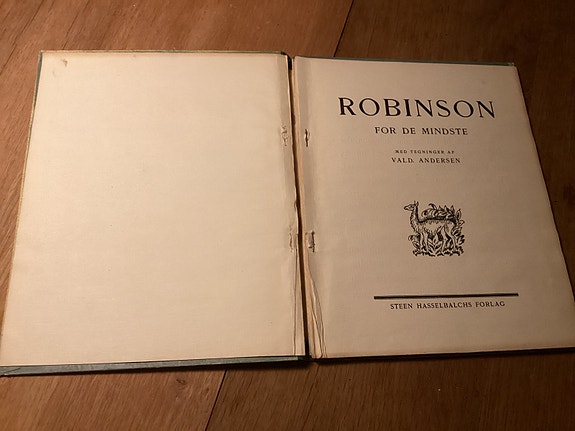 ROBINSON
FOR DE MINDSTE
MED TEGNINGER AF
VALD. ANDERSEN
STEEN HASSELBALCHS FORLAG